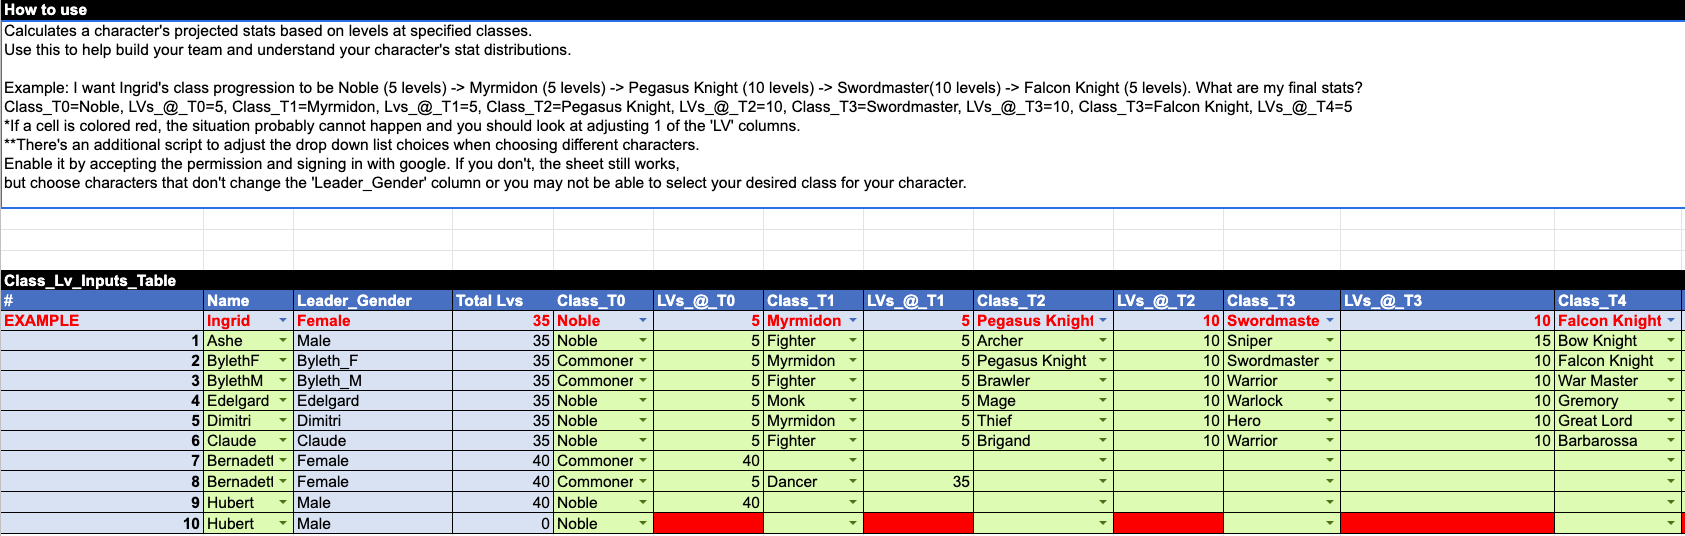 How to use
Calculates a character's projected stats based on levels at specified classes.
Use this to help build your team and understand your character's stat distributions.
Example: I want Ingrid's class progression to be Noble (5 levels) -> Myrmidon (5 levels) -> Pegasus Knight (10 levels) -> Swordmaster(10 levels) -> Falcon Knight (5 levels). What are my final stats?
Class_T0=Noble, LVs_@_T0=5, Class_T1=Myrmidon, Lvs_@_T1=5, Class_T2=Pegasus Knight, LVs_@_T2=10, Class_T3=Swordmaster, LVs_@_T3=10, Class_T3=Falcon Knight, LVs_@_T4=5
*If a cell is colored red, the situation probably cannot happen and you should look at adjusting 1 of the 'LV' columns.
**There's an additional script to adjust the drop down list choices when choosing different characters.
Enable it by accepting the permission and signing in with google. If you don't, the sheet still works,
but choose characters that don't change the 'Leader_Gender' column or you may not be able to select your desired class for your character.
Class_Lv_Inputs_Table
# Name Leader_Gender Total Lvs Class_T0 LVs_@_T0 Class_T1 LVs_@_T1 Class_T2 LVs_@_T2 Class_T3 LVs_@_T3 Class_T4
EXAMPLE Ingrid Female 35 Noble 5 Myrmidon 5 Pegasus Knight 10 Swordmaste 10 Falcon Knight
1 Ashe Male 35 Noble 5 Fighter 5 Archer 10 Sniper 15 Bow Knight
2 BylethF Byleth_F 35 Commoner 5 Myrmidon 5 Pegasus Knight 10 Swordmaster 10 Falcon Knight
3 BylethM Byleth_M 35 Commoner 5 Fighter 5 Brawler 10 Warrior 10 War Master
4 Edelgard Edelgard 35 Noble 5 Monk 5 Mage 10 Warlock 10 Gremory
5 Dimitri Dimitri 35 Noble 5 Myrmidon 5 Thief 10 Hero 10 Great Lord
6 Claude Claude 35 Noble 5 Fighter 5 Brigand 10 Warrior 10 Barbarossa
7 Bernadett Female 40 Commoner 40
8 Bernadett Female 40 Commoner 5 Dancer 35
9 Hubert Male 40 Noble 40
10 Hubert Male 0 Noble